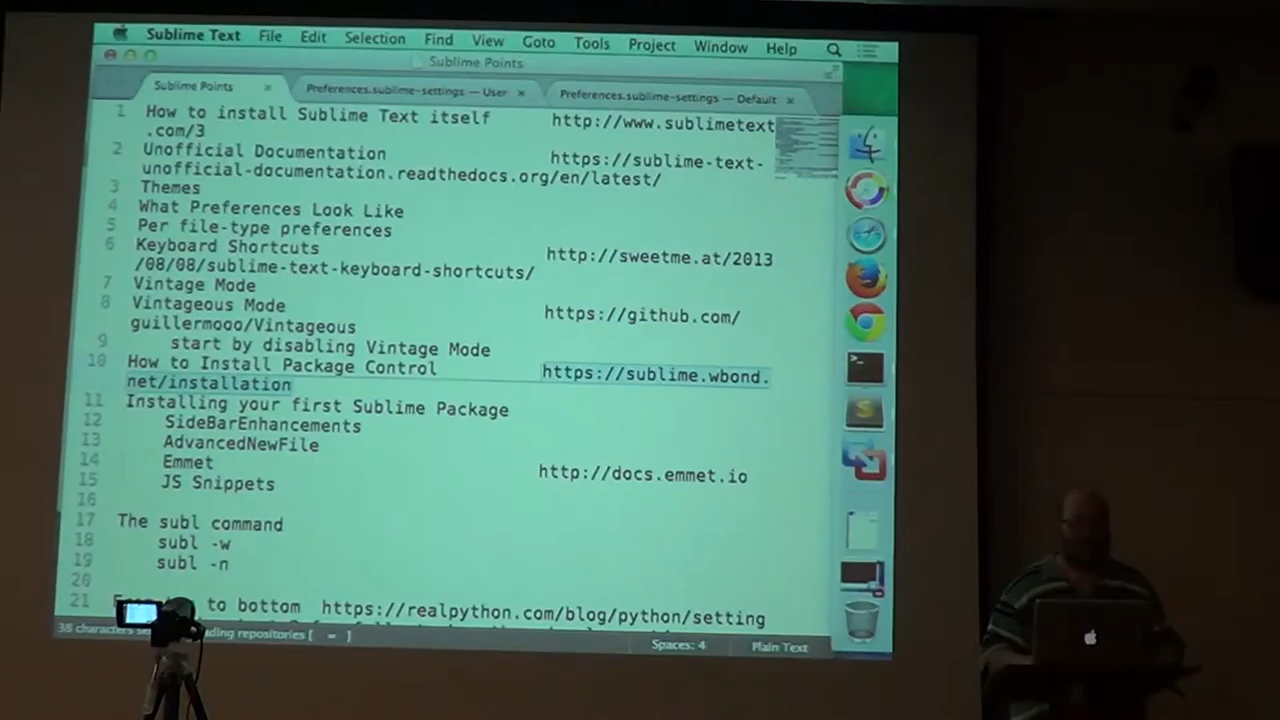 Sublime Text File Edit Selection Find View Goto Tools Project Window Help
Sublime Points
Sublime Points × Preferences.sublime-settings — User × Preferences.sublime-settings — Default ×
1 How to install Sublime Text itself http://www.sublimetext
.com/3
2 Unofficial Documentation https://sublime-text-
unofficial-documentation.readthedocs.org/en/latest/
3 Themes
4 What Preferences Look Like
5 Per file-type preferences
6 Keyboard Shortcuts http://sweetme.at/2013
/08/08/sublime-text-keyboard-shortcuts/
7 Vintage Mode
8 Vintageous Mode https://github.com/
guillermooo/Vintageous
9 start by disabling Vintage Mode
10 How to Install Package Control https://sublime.wbond.
net/installation
11 Installing your first Sublime Package
12 SideBarEnhancements
13 AdvancedNewFile
14 Emmet http://docs.emmet.io
15 JS Snippets
16
17 The subl command
18 subl -w
19 subl -n
20
21 to bottom https://realpython.com/blog/python/setting
38 characters repositories [ = ] Spaces: 4 Plain Text